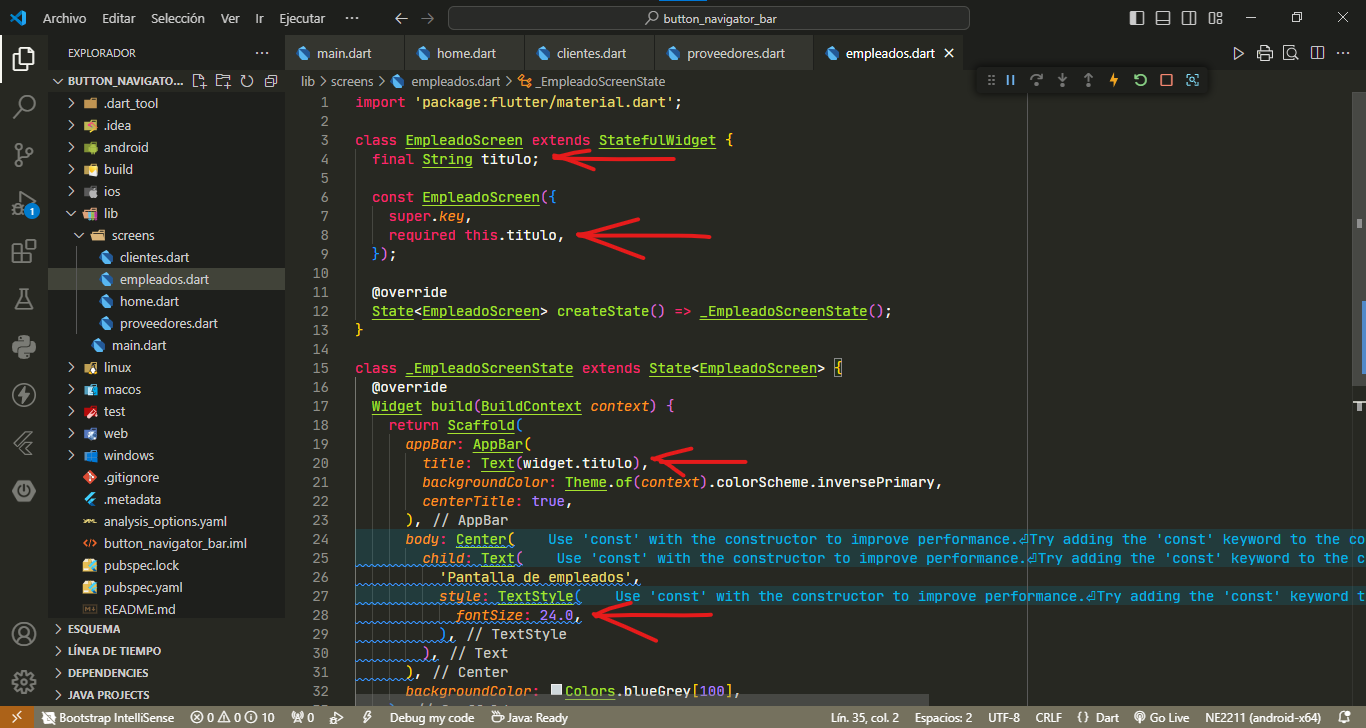 Archivo Editar Selección Ver Ir Ejecutar ··· ← → button_navigator_bar
EXPLORADOR ···
main.dart home.dart clientes.dart proveedores.dart empleados.dart
BUTTON_NAVIGATO...
.dart_tool
.idea
android
build
ios
lib
screens
clientes.dart
empleados.dart
home.dart
proveedores.dart
main.dart
linux
macos
test
web
windows
.gitignore
.metadata
analysis_options.yaml
button_navigator_bar.iml
pubspec.lock
pubspec.yaml
README.md
ESQUEMA
LÍNEA DE TIEMPO
DEPENDENCIES
JAVA PROJECTS
1
lib > screens > empleados.dart > _EmpleadoScreenState
1 import 'package:flutter/material.dart';
2
3 class EmpleadoScreen extends StatefulWidget {
4 final String titulo;
5
6 const EmpleadoScreen({
7 super.key,
8 required this.titulo,
9 });
10
11 @override
12 State<EmpleadoScreen> createState() => _EmpleadoScreenState();
13 }
14
15 class _EmpleadoScreenState extends State<EmpleadoScreen> {
16 @override
17 Widget build(BuildContext context) {
18 return Scaffold(
19 appBar: AppBar(
20 title: Text(widget.titulo),
21 backgroundColor: Theme.of(context).colorScheme.inversePrimary,
22 centerTitle: true,
23 ), // AppBar
24 body: Center( Use 'const' with the constructor to improve performance.⏎Try adding the 'const' keyword to the co
25 child: Text( Use 'const' with the constructor to improve performance.⏎Try adding the 'const' keyword to the c
26 'Pantalla de empleados',
27 style: TextStyle( Use 'const' with the constructor to improve performance.⏎Try adding the 'const' keyword t
28 fontSize: 24.0,
29 ), // TextStyle
30 ), // Text
31 ), // Center
32 backgroundColor: Colors.blueGrey[100],
Bootstrap IntelliSense 0 0 10 0 Debug my code Java: Ready Lín. 35, col. 2 Espacios: 2 UTF-8 CRLF {} Dart Go Live NE2211 (android-x64)